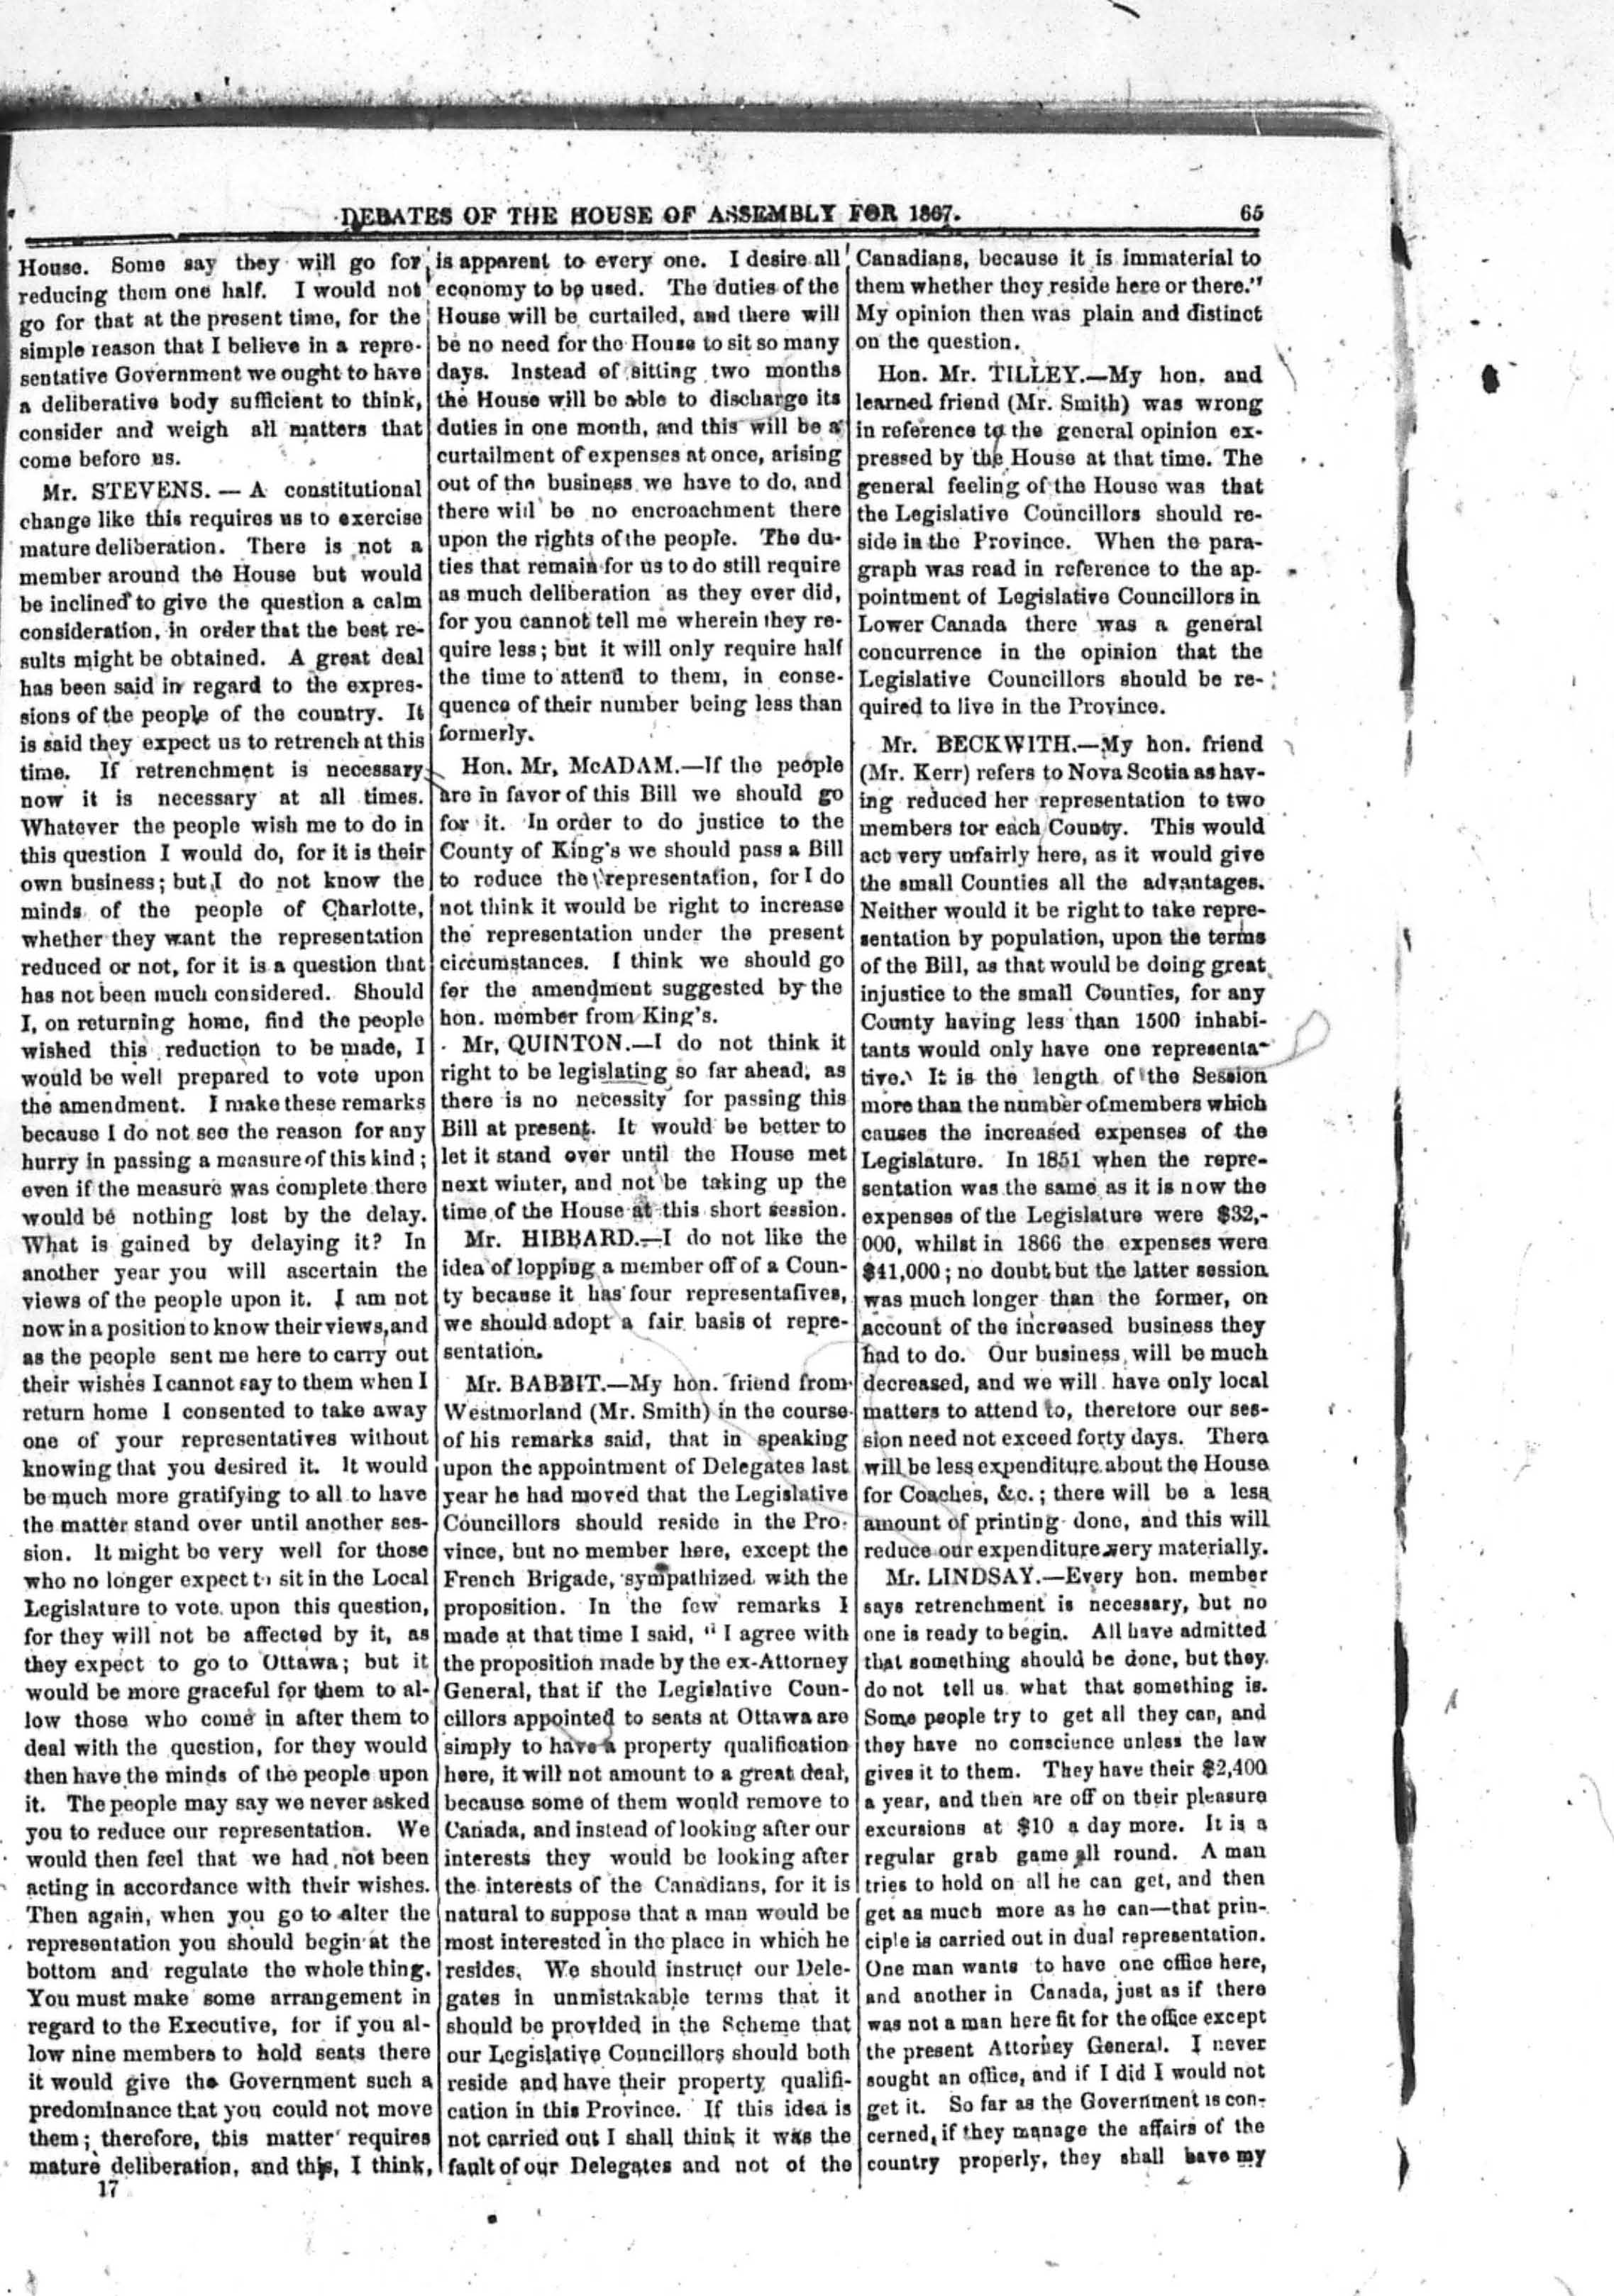 DEBATES OF THE HOUSE OF ASSEMBLY FOR 1867. 65
House. Some say they will go for
reducing them one half. I would not
go for that at the present time, for the
simple reason that I believe in a repre-
sentative Government we ought to have
a deliberative body sufficient to think,
consider and weigh all matters that
come before us.
Mr. STEVENS. — A constitutional
change like this requires us to exercise
mature deliberation. There is not a
member around the House but would
be inclined to give the question a calm
consideration, in order that the best re-
sults might be obtained. A great deal
has been said in regard to the expres-
sions of the people of the country. It
is said they expect us to retrench at this
time. If retrenchment is necessary
now it is necessary at all times.
Whatever the people wish me to do in
this question I would do, for it is their
own business; but I do not know the
minds of the people of Charlotte,
whether they want the representation
reduced or not, for it is a question that
has not been much considered. Should
I, on returning home, find the people
wished this reduction to be made, I
would be well prepared to vote upon
the amendment. I make these remarks
because I do not see the reason for any
hurry in passing a measure of this kind;
even if the measure was complete there
would be nothing lost by the delay.
What is gained by delaying it? In
another year you will ascertain the
views of the people upon it. I am not
now in a position to know their views, and
as the people sent me here to carry out
their wishes I cannot say to them when I
return home I consented to take away
one of your representatives without
knowing that you desired it. It would
be much more gratifying to all to have
the matter stand over until another ses-
sion. It might be very well for those
who no longer expect to sit in the Local
Legislature to vote upon this question,
for they will not be affected by it, as
they expect to go to Ottawa; but it
would be more graceful for them to al-
low those who come in after them to
deal with the question, for they would
then have the minds of the people upon
it. The people may say we never asked
you to reduce our representation. We
would then feel that we had not been
acting in accordance with their wishes.
Then again, when you go to alter the
representation you should begin at the
bottom and regulate the whole thing.
You must make some arrangement in
regard to the Executive, for if you al-
low nine members to hold seats there
it would give the Government such a
predominance that you could not move
them; therefore, this matter requires
mature deliberation, and this, I think,
17
is apparent to every one. I desire all
economy to be used. The duties of the
House will be curtailed, and there will
be no need for the House to sit so many
days. Instead of sitting two months
the House will be able to discharge its
duties in one month, and this will be a
curtailment of expenses at once, arising
out of the business we have to do, and
there will be no encroachment there
upon the rights of the people. The du-
ties that remain for us to do still require
as much deliberation as they ever did,
for you cannot tell me wherein they re-
quire less; but it will only require half
the time to attend to them, in conse-
quence of their number being less than
formerly.
Hon. Mr. McADAM.—If the people
are in favor of this Bill we should go
for it. In order to do justice to the
County of King's we should pass a Bill
to reduce the representation, for I do
not think it would be right to increase
the representation under the present
circumstances. I think we should go
for the amendment suggested by the
hon. member from King's.
Mr. QUINTON.—I do not think it
right to be legislating so far ahead, as
there is no necessity for passing this
Bill at present. It would be better to
let it stand over until the House met
next winter, and not be taking up the
time of the House at this short session.
Mr. HIBBARD.—I do not like the
idea of lopping a member off of a Coun-
ty because it has four representatives,
we should adopt a fair basis of repre-
sentation.
Mr. BABBIT.—My hon. friend from
Westmorland (Mr. Smith) in the course
of his remarks said, that in speaking
upon the appointment of Delegates last
year he had moved that the Legislative
Councillors should reside in the Pro-
vince, but no member here, except the
French Brigade, sympathized with the
proposition. In the few remarks I
made at that time I said, "I agree with
the proposition made by the ex-Attorney
General, that if the Legislative Coun-
cillors appointed to seats at Ottawa are
simply to have a property qualification
here, it will not amount to a great deal,
because some of them would remove to
Canada, and instead of looking after our
interests they would be looking after
the interests of the Canadians, for it is
natural to suppose that a man would be
most interested in the place in which he
resides. We should instruct our Dele-
gates in unmistakable terms that it
should be provided in the Scheme that
our Legislative Councillors should both
reside and have their property qualifi-
cation in this Province. If this idea is
not carried out I shall think it was the
fault of our Delegates and not of the
Canadians, because it is immaterial to
them whether they reside here or there."
My opinion then was plain and distinct
on the question.
Hon. Mr. TILLEY.—My hon. and
learned friend (Mr. Smith) was wrong
in reference to the general opinion ex-
pressed by the House at that time. The
general feeling of the House was that
the Legislative Councillors should re-
side in the Province. When the para-
graph was read in reference to the ap-
pointment of Legislative Councillors in
Lower Canada there was a general
concurrence in the opinion that the
Legislative Councillors should be re-
quired to live in the Province.
Mr. BECKWITH.—My hon. friend
(Mr. Kerr) refers to Nova Scotia as hav-
ing reduced her representation to two
members for each County. This would
act very unfairly here, as it would give
the small Counties all the advantages.
Neither would it be right to take repre-
sentation by population, upon the terms
of the Bill, as that would be doing great
injustice to the small Counties, for any
County having less than 1500 inhabi-
tants would only have one representa-
tive. It is the length of the Session
more than the number of members which
causes the increased expenses of the
Legislature. In 1851 when the repre-
sentation was the same as it is now the
expenses of the Legislature were $32,-
000, whilst in 1866 the expenses were
$41,000; no doubt but the latter session
was much longer than the former, on
account of the increased business they
had to do. Our business will be much
decreased, and we will have only local
matters to attend to, therefore our ses-
sion need not exceed forty days. There
will be less expenditure about the House
for Coaches, &c.; there will be a less
amount of printing done, and this will
reduce our expenditure very materially.
Mr. LINDSAY.—Every hon. member
says retrenchment is necessary, but no
one is ready to begin. All have admitted
that something should be done, but they
do not tell us what that something is.
Some people try to get all they can, and
they have no conscience unless the law
gives it to them. They have their $2,400
a year, and then are off on their pleasure
excursions at $10 a day more. It is a
regular grab game all round. A man
tries to hold on all he can get, and then
get as much more as he can—that prin-
ciple is carried out in dual representation.
One man wants to have one office here,
and another in Canada, just as if there
was not a man here fit for the office except
the present Attorney General. I never
sought an office, and if I did I would not
get it. So far as the Government is con-
cerned, if they manage the affairs of the
country properly, they shall have my